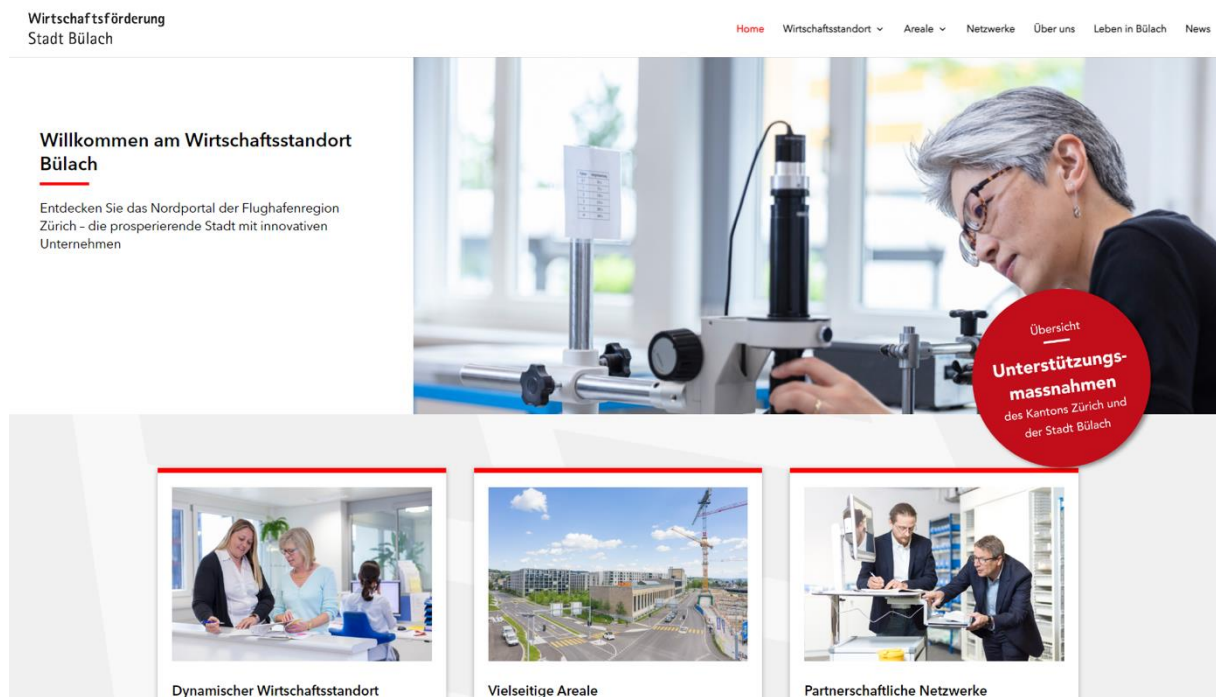 Wirtschaftsförderung
Stadt Bülach
Home Wirtschaftsstandort Areale Netzwerke Über uns Leben in Bülach News
Willkommen am Wirtschaftsstandort
Bülach
Entdecken Sie das Nordportal der Flughafenregion
Zürich – die prosperierende Stadt mit innovativen
Unternehmen
Übersicht
Unterstützungs-
massnahmen
des Kantons Zürich und
der Stadt Bülach
Dynamischer Wirtschaftsstandort
Vielseitige Areale
Partnerschaftliche Netzwerke